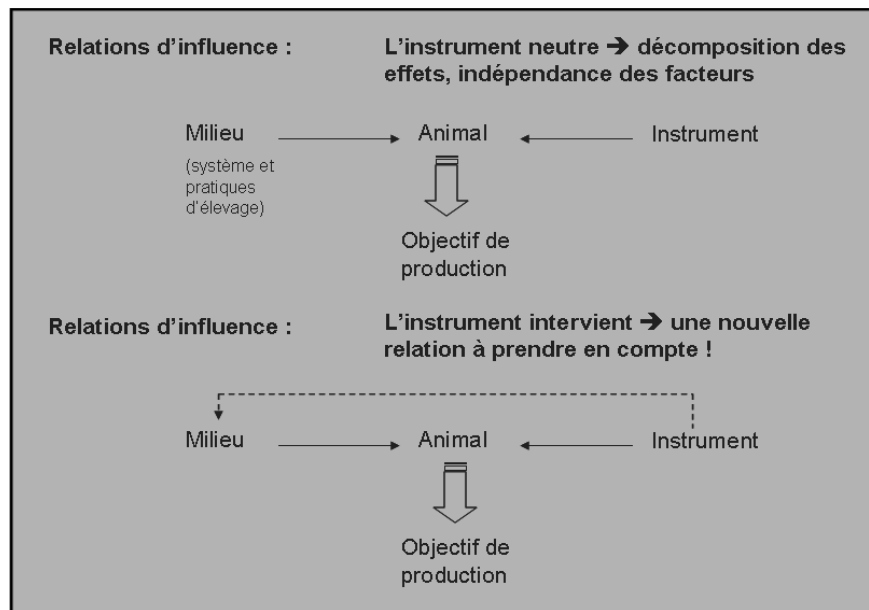 Relations d'influence :
L'instrument neutre ➔ décomposition des
effets, indépendance des facteurs
Milieu
Animal
Instrument
(système et
pratiques
d'élevage)
Objectif de
production
Relations d'influence :
L'instrument intervient ➔ une nouvelle
relation à prendre en compte !
Milieu
Animal
Instrument
Objectif de
production